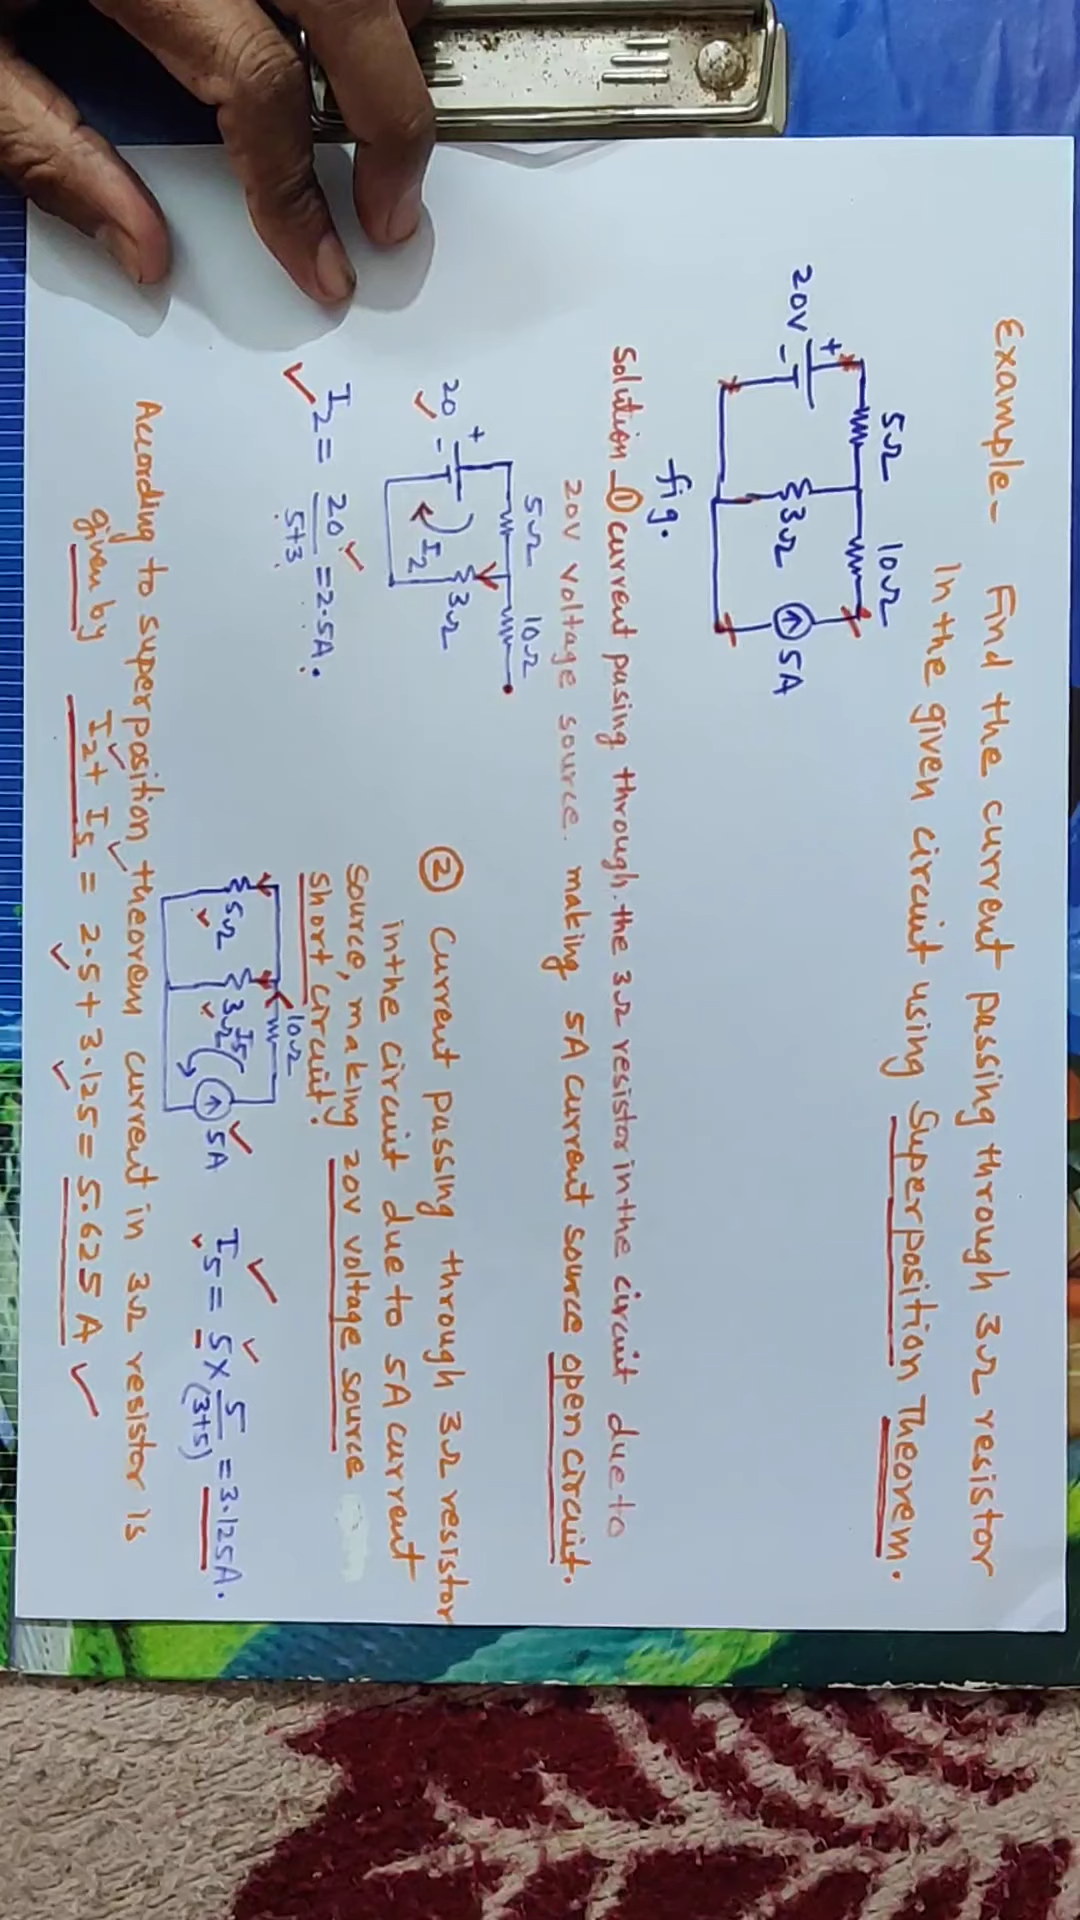 Example- Find the current passing through 3Ω resistor
In the given circuit using Superposition Theorem.
5Ω 10Ω
20V + - 3Ω 5A
fig.
Solution-① current pasing through the 3Ω resistor in the circuit due to
20V voltage source. making 5A current source open circuit.
5Ω 10Ω
20 + - I2 3Ω
I2 = 20/5+3 = 2.5A.
② Current passing through 3Ω resistor
in the circuit due to 5A current
source, making 20V voltage source
short circuit.
10Ω
5Ω 3Ω I5 5A
I5 = 5 × 5/(3+5) = 3.125A.
According to superposition theorem current in 3Ω resistor is
given by I2 + I5 = 2.5 + 3.125 = 5.625 A